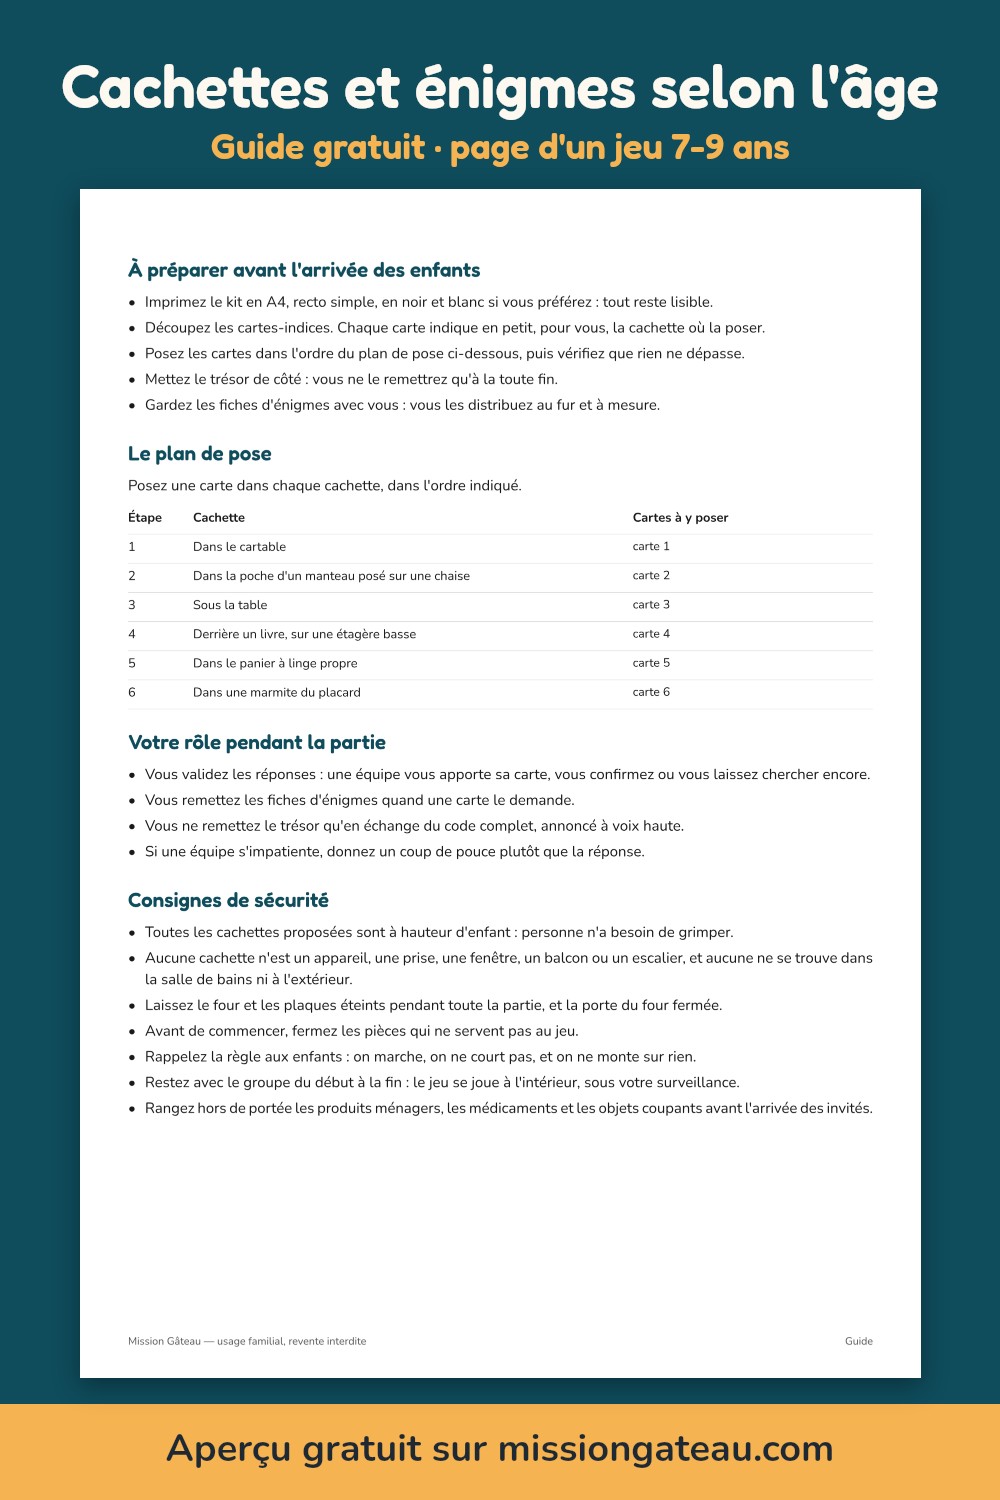 Cachettes et énigmes selon l'âge
Guide gratuit · page d'un jeu 7-9 ans
À préparer avant l'arrivée des enfants
• Imprimez le kit en A4, recto simple, en noir et blanc si vous préférez : tout reste lisible.
• Découpez les cartes-indices. Chaque carte indique en petit, pour vous, la cachette où la poser.
• Posez les cartes dans l'ordre du plan de pose ci-dessous, puis vérifiez que rien ne dépasse.
• Mettez le trésor de côté : vous ne le remettrez qu'à la toute fin.
• Gardez les fiches d'énigmes avec vous : vous les distribuez au fur et à mesure.
Le plan de pose
Posez une carte dans chaque cachette, dans l'ordre indiqué.
Étape Cachette Cartes à y poser
1 Dans le cartable carte 1
2 Dans la poche d'un manteau posé sur une chaise carte 2
3 Sous la table carte 3
4 Derrière un livre, sur une étagère basse carte 4
5 Dans le panier à linge propre carte 5
6 Dans une marmite du placard carte 6
Votre rôle pendant la partie
• Vous validez les réponses : une équipe vous apporte sa carte, vous confirmez ou vous laissez chercher encore.
• Vous remettez les fiches d'énigmes quand une carte le demande.
• Vous ne remettez le trésor qu'en échange du code complet, annoncé à voix haute.
• Si une équipe s'impatiente, donnez un coup de pouce plutôt que la réponse.
Consignes de sécurité
• Toutes les cachettes proposées sont à hauteur d'enfant : personne n'a besoin de grimper.
• Aucune cachette n'est un appareil, une prise, une fenêtre, un balcon ou un escalier, et aucune ne se trouve dans
la salle de bains ni à l'extérieur.
• Laissez le four et les plaques éteints pendant toute la partie, et la porte du four fermée.
• Avant de commencer, fermez les pièces qui ne servent pas au jeu.
• Rappelez la règle aux enfants : on marche, on ne court pas, et on ne monte sur rien.
• Restez avec le groupe du début à la fin : le jeu se joue à l'intérieur, sous votre surveillance.
• Rangez hors de portée les produits ménagers, les médicaments et les objets coupants avant l'arrivée des invités.
Mission Gâteau — usage familial, revente interdite Guide
Aperçu gratuit sur missiongateau.com